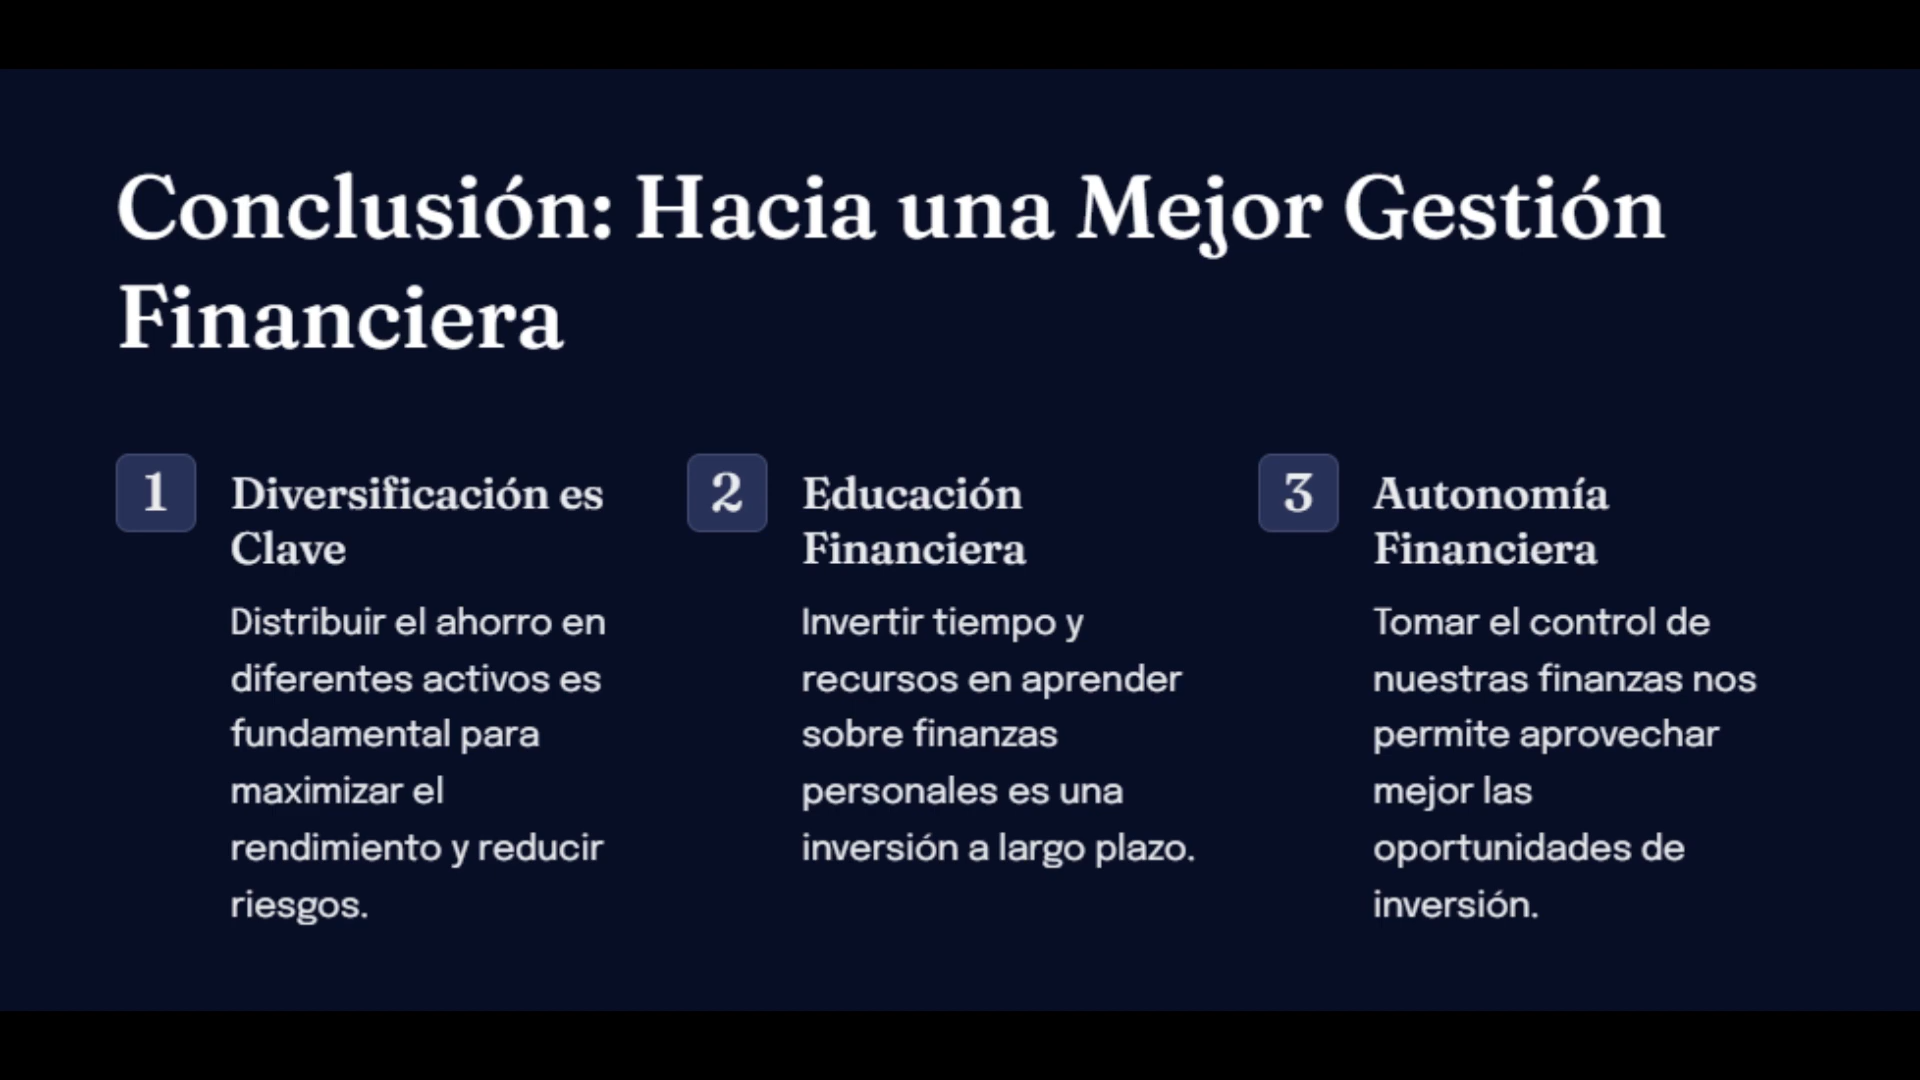 Conclusión: Hacia una Mejor Gestión
Financiera
1
Diversificación es
Clave
Distribuir el ahorro en
diferentes activos es
fundamental para
maximizar el
rendimiento y reducir
riesgos.
2
Educación
Financiera
Invertir tiempo y
recursos en aprender
sobre finanzas
personales es una
inversión a largo plazo.
3
Autonomía
Financiera
Tomar el control de
nuestras finanzas nos
permite aprovechar
mejor las
oportunidades de
inversión.